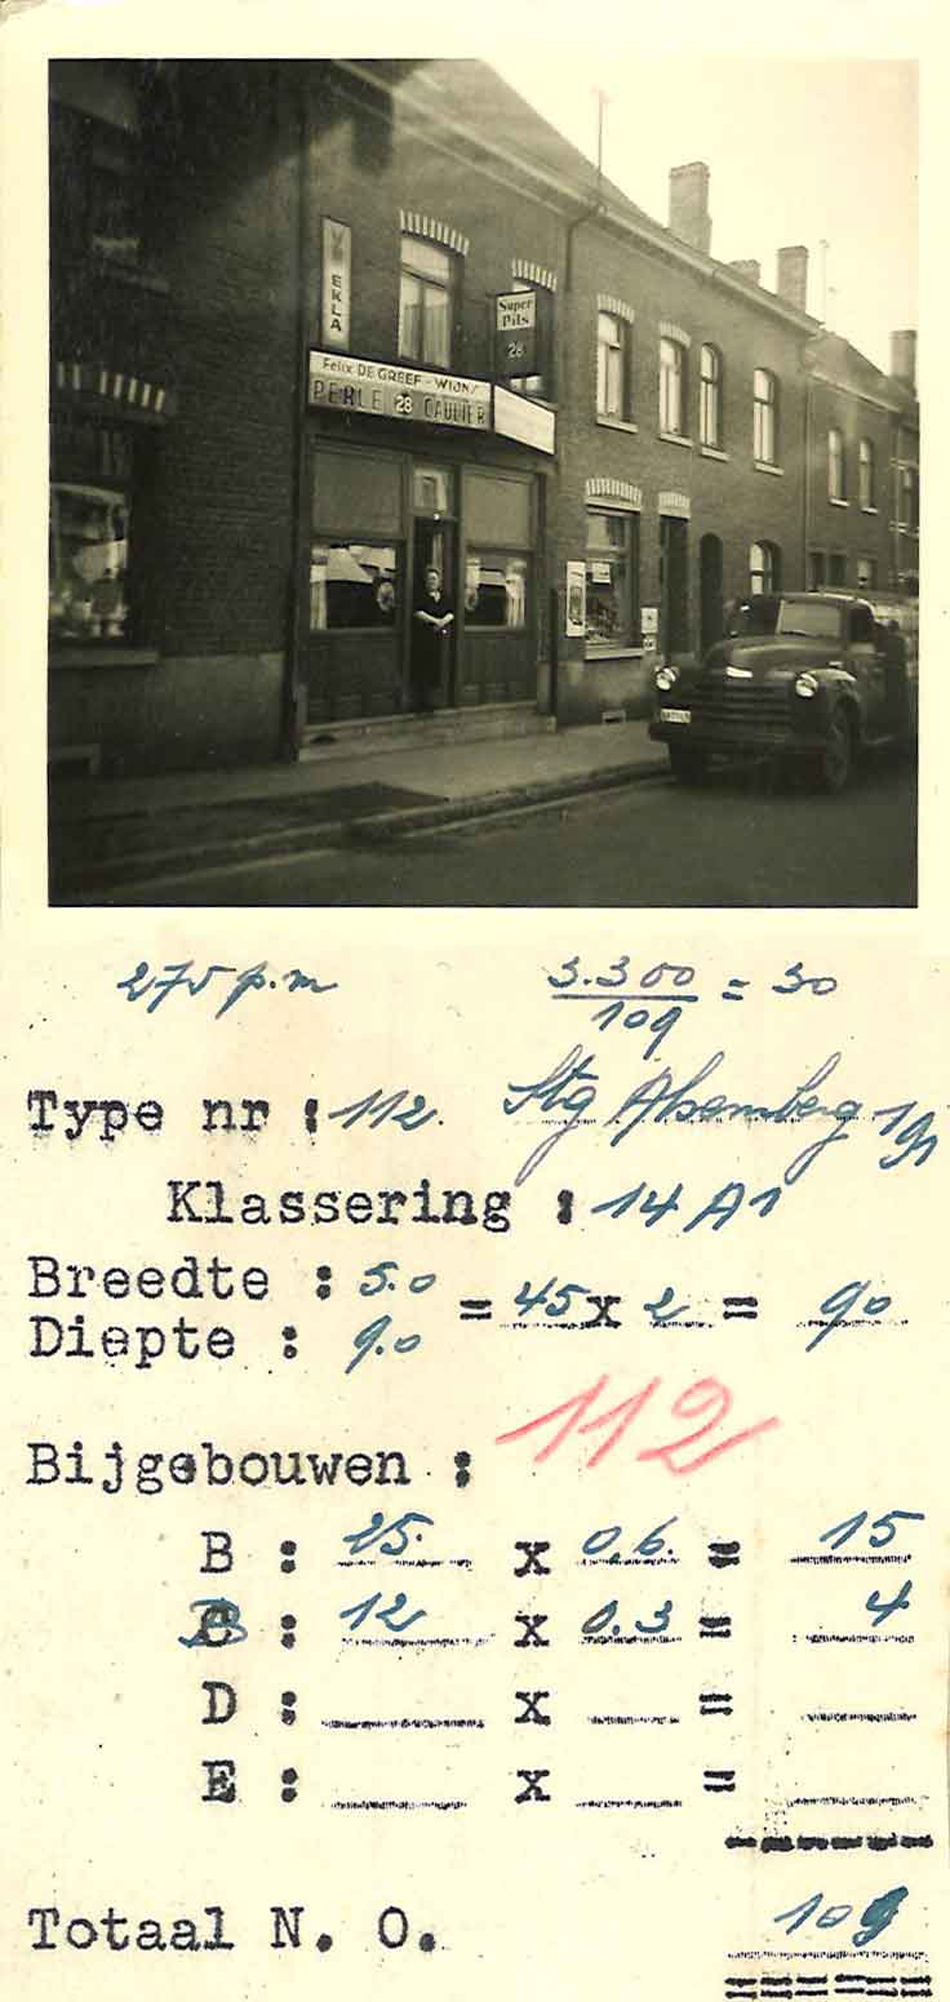 EKLA
Super
Pils
28
Felix DE GREEF - WIJNS
PERLE 28 CAULIER
275 p.m
3.300
109
= 30
Type nr : 112. Stg Alsemberg
Klassering : 14 A1
Breedte : 5.0
Diepte : 9.0
= 45 x 2 = 90
112
Bijgebouwen :
B : 25. x 0,6. = 15
B : 12 x 0.3 = 4
D : x =
E : x =
Totaal N. O. 109